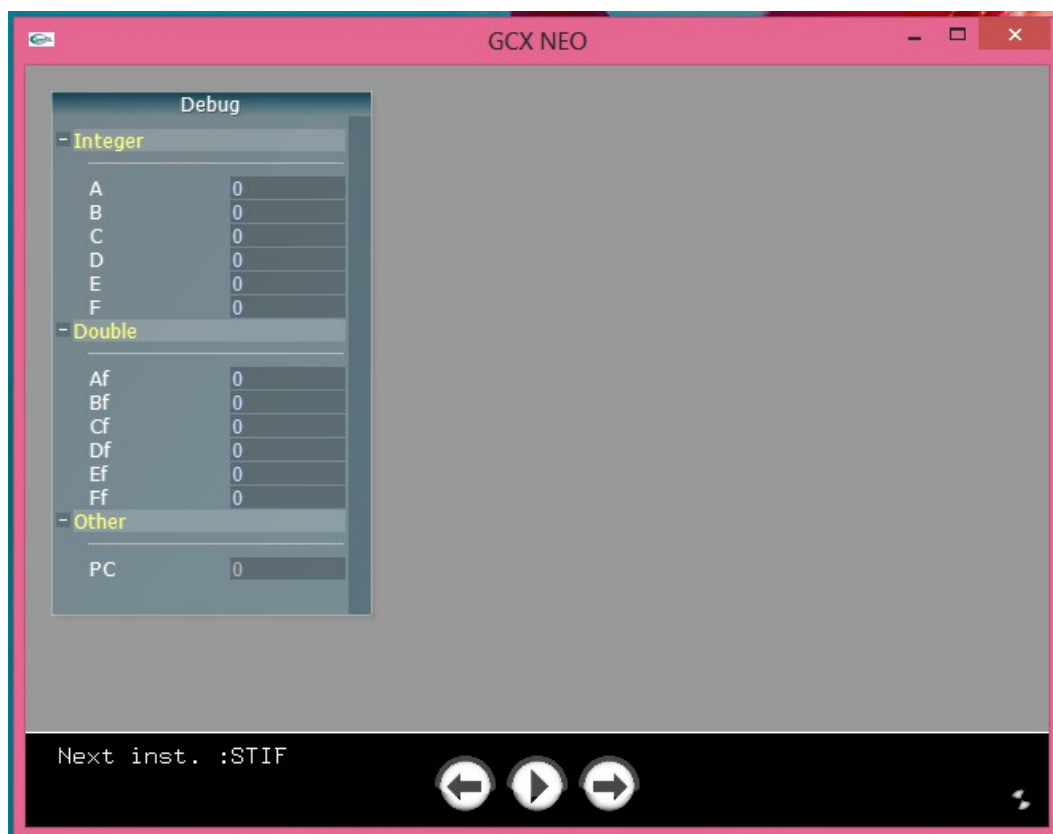 GCX NEO
Debug
Integer
A 0
B 0
C 0
D 0
E 0
F 0
Double
Af 0
Bf 0
Cf 0
Df 0
Ef 0
Ff 0
Other
PC 0
Next inst. :STIF